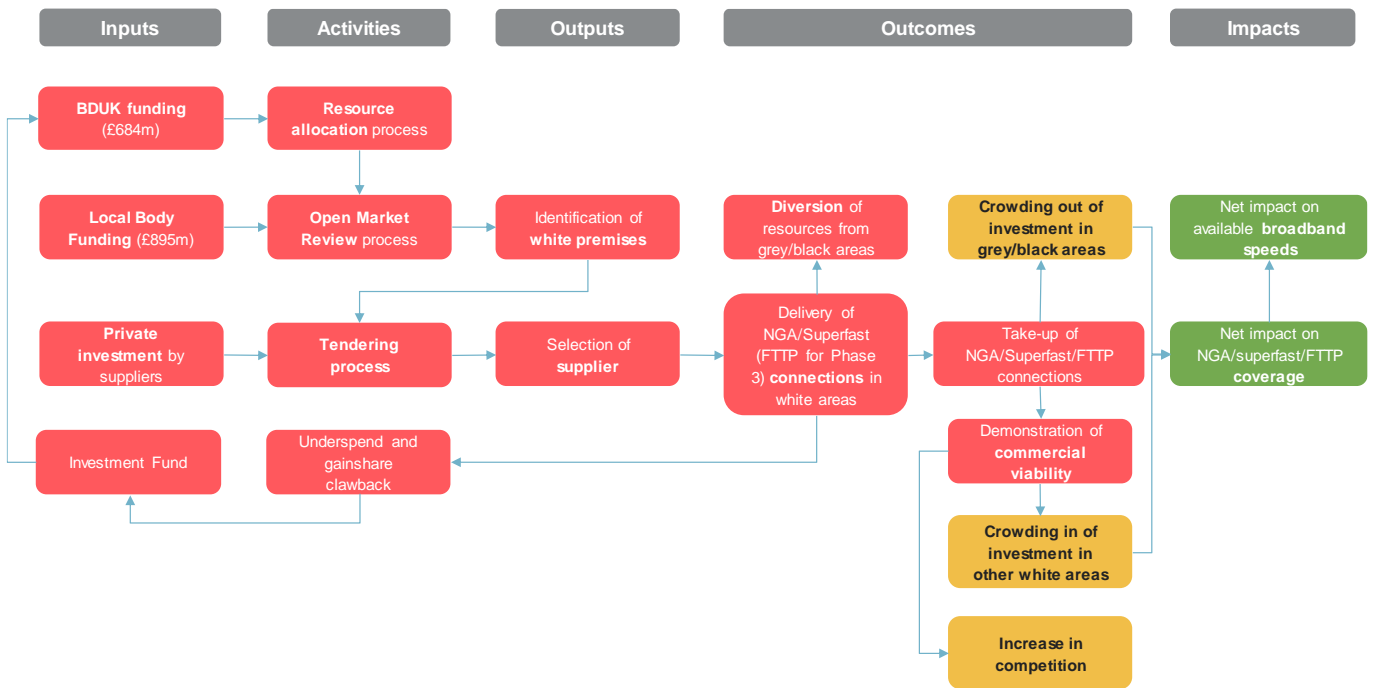 Inputs
Activities
Outputs
Outcomes
Impacts
BDUK funding
(£684m)
Resource
allocation process
Local Body
Funding (£895m)
Open Market
Review process
Identification of
white premises
Diversion of
resources from
grey/black areas
Crowding out of
investment in
grey/black areas
Net impact on
available broadband
speeds
Private
investment by
suppliers
Tendering
process
Selection of
supplier
Delivery of
NGA/Superfast
(FTTP for Phase
3) connections in
white areas
Take-up of
NGA/Superfast/FTTP
connections
Net impact on
NGA/superfast/FTTP
coverage
Investment Fund
Underspend and
gainshare
clawback
Demonstration of
commercial
viability
Crowding in of
investment in
other white areas
Increase in
competition